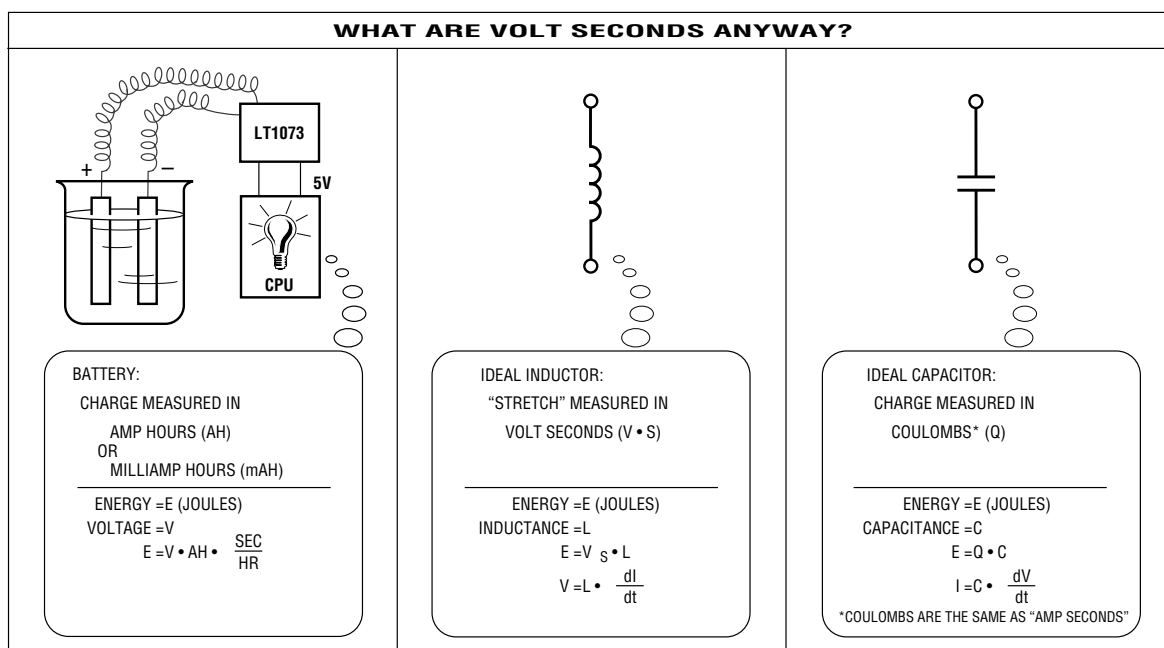 WHAT ARE VOLT SECONDS ANYWAY?
+ –
LT1073
5V
CPU
BATTERY:
CHARGE MEASURED IN
AMP HOURS (AH)
OR
MILLIAMP HOURS (mAH)
ENERGY =E (JOULES)
VOLTAGE =V
E =V • AH • SEC
HR
IDEAL INDUCTOR:
“STRETCH” MEASURED IN
VOLT SECONDS (V • S)
ENERGY =E (JOULES)
INDUCTANCE =L
E =V S • L
V =L • dI
dt
IDEAL CAPACITOR:
CHARGE MEASURED IN
COULOMBS* (Q)
ENERGY =E (JOULES)
CAPACITANCE =C
E =Q • C
I =C • dV
dt
*COULOMBS ARE THE SAME AS “AMP SECONDS”